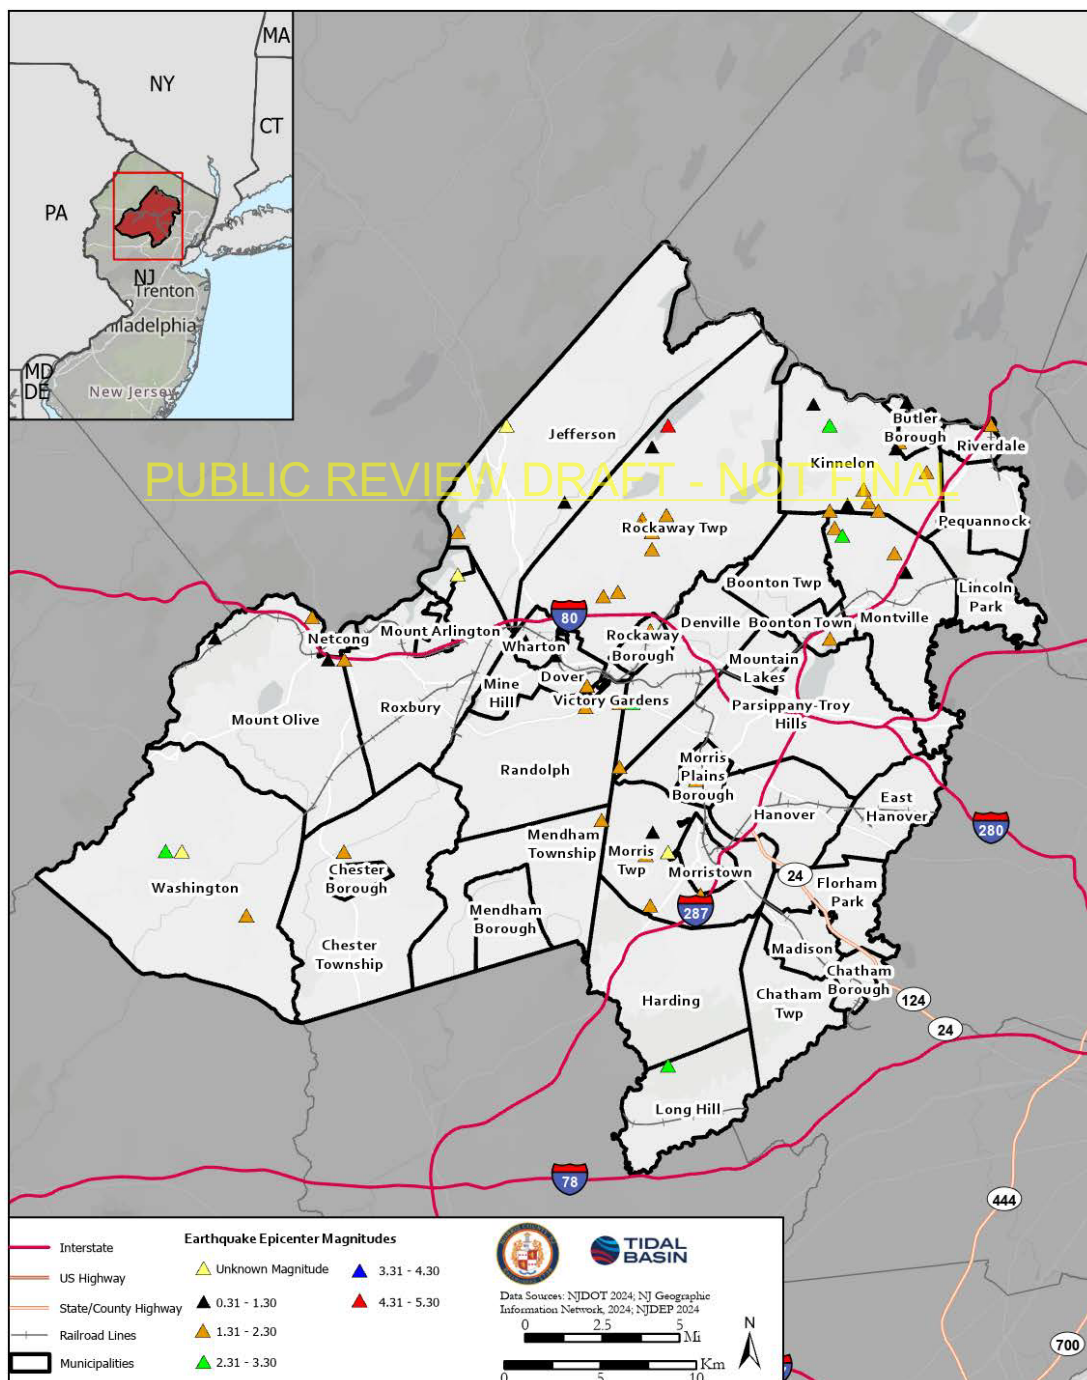 MA
NY
CT
PA
NJ
Trenton
hiladelphia
MD
DE
New Jersey
Jefferson
Butler
Borough
Riverdale
Kinnelon
PUBLIC REVIEW DRAFT - NOT FINAL
Rockaway Twp
Pequannock
Boonton Twp
Lincoln
Park
80
Netcong
Mount Arlington
Wharton
Rockaway
Borough
Denville
Boonton Town
Montville
Dover
Mountain
Lakes
Mine
Hill
Victory Gardens
Roxbury
Mount Olive
Parsippany-Troy
Hills
Randolph
Morris
Plains
Borough
East
Hanover
Hanover
280
Mendham
Township
Morris
Twp
Morristown
24
Washington
Chester
Borough
Florham
Park
Mendham
Borough
287
Chester
Township
Madison
Chatham
Borough
Harding
Chatham
Twp
124
24
Long Hill
78
444
Interstate
US Highway
State/County Highway
Railroad Lines
Municipalities
Earthquake Epicenter Magnitudes
Unknown Magnitude
0.31 - 1.30
1.31 - 2.30
2.31 - 3.30
3.31 - 4.30
4.31 - 5.30
TIDAL
BASIN
Data Sources: NJDOT 2024; NJ Geographic
Information Network, 2024; NJDEP 2024
0 2.5 5
Mi
Km
0 5 10
N
700